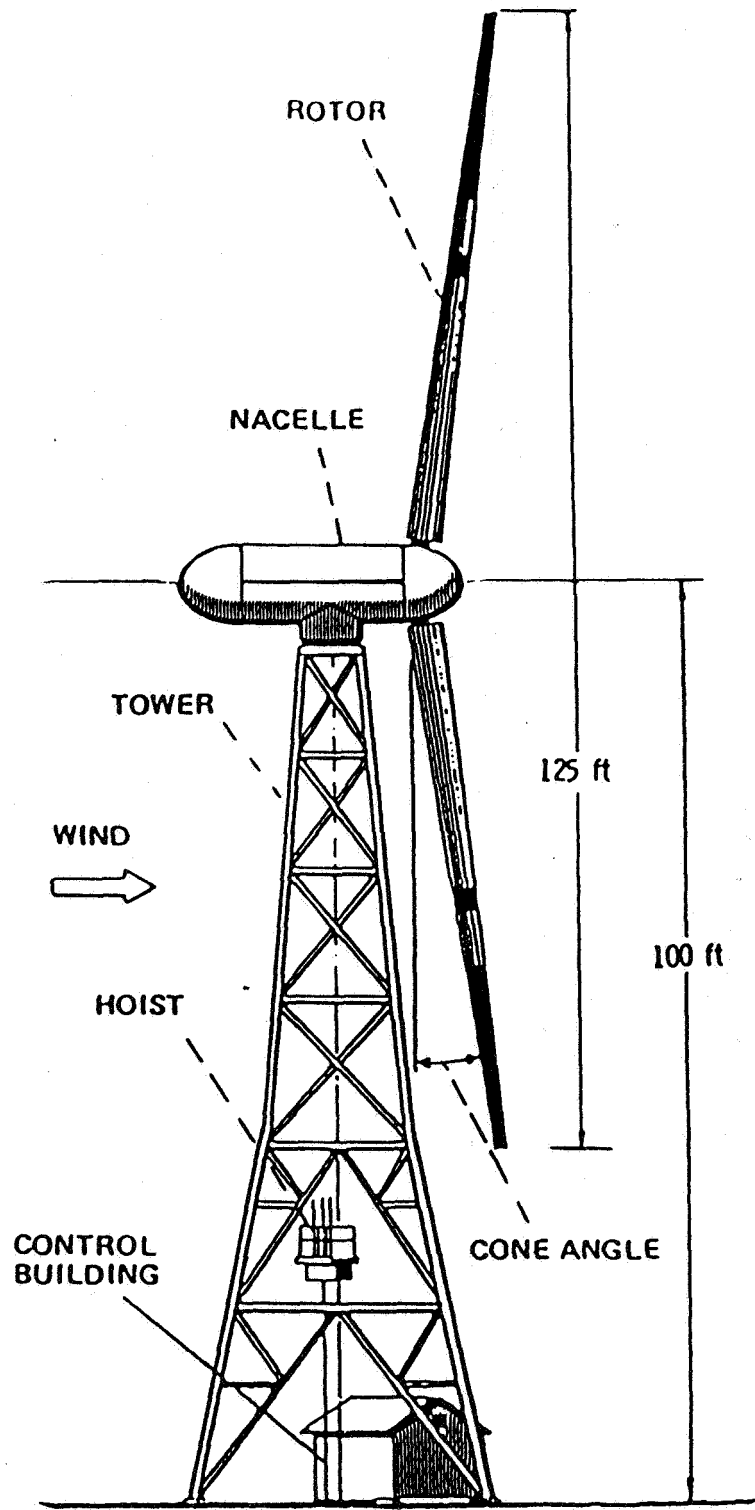 ROTOR
NACELLE
TOWER
125 ft
WIND
100 ft
HOIST
CONTROL
BUILDING
CONE ANGLE